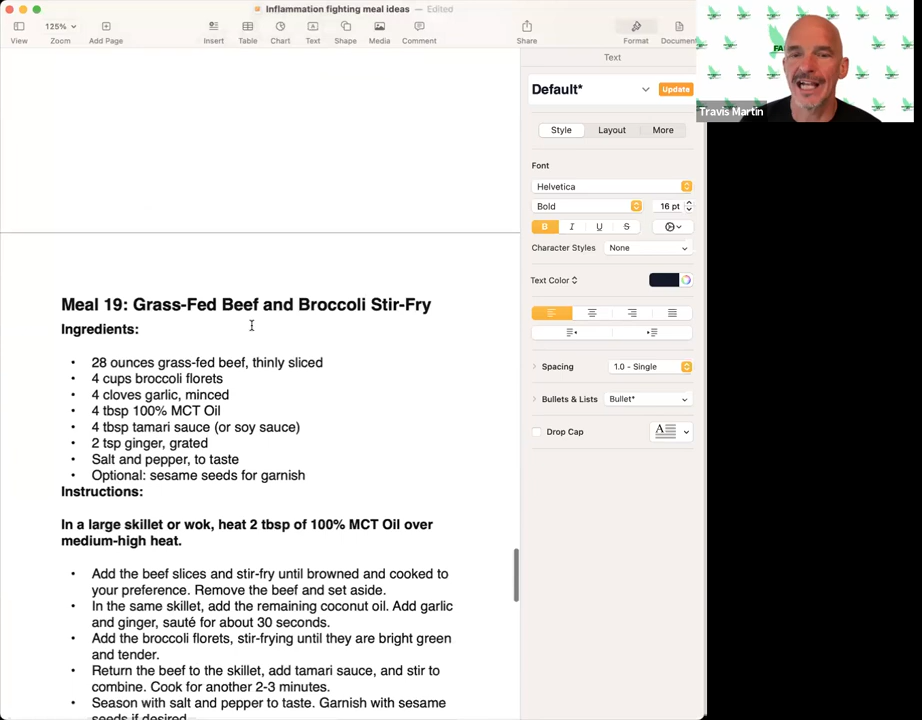 Inflammation fighting meal ideas — Edited
125%
View
Zoom
Add Page
Insert
Table
Chart
Text
Shape
Media
Comment
Share
Format
Document
Text
Default*
Update
Travis Martin
Style
Layout
More
Font
Helvetica
Bold
16 pt
B I U S
Character Styles
None
Text Color
Spacing
1.0 - Single
Bullets & Lists
Bullet*
Drop Cap
Meal 19: Grass-Fed Beef and Broccoli Stir-Fry
Ingredients:
• 28 ounces grass-fed beef, thinly sliced
• 4 cups broccoli florets
• 4 cloves garlic, minced
• 4 tbsp 100% MCT Oil
• 4 tbsp tamari sauce (or soy sauce)
• 2 tsp ginger, grated
• Salt and pepper, to taste
• Optional: sesame seeds for garnish
Instructions:
In a large skillet or wok, heat 2 tbsp of 100% MCT Oil over
medium-high heat.
• Add the beef slices and stir-fry until browned and cooked to
your preference. Remove the beef and set aside.
• In the same skillet, add the remaining coconut oil. Add garlic
and ginger, sauté for about 30 seconds.
• Add the broccoli florets, stir-frying until they are bright green
and tender.
• Return the beef to the skillet, add tamari sauce, and stir to
combine. Cook for another 2-3 minutes.
• Season with salt and pepper to taste. Garnish with sesame
seeds if desired.